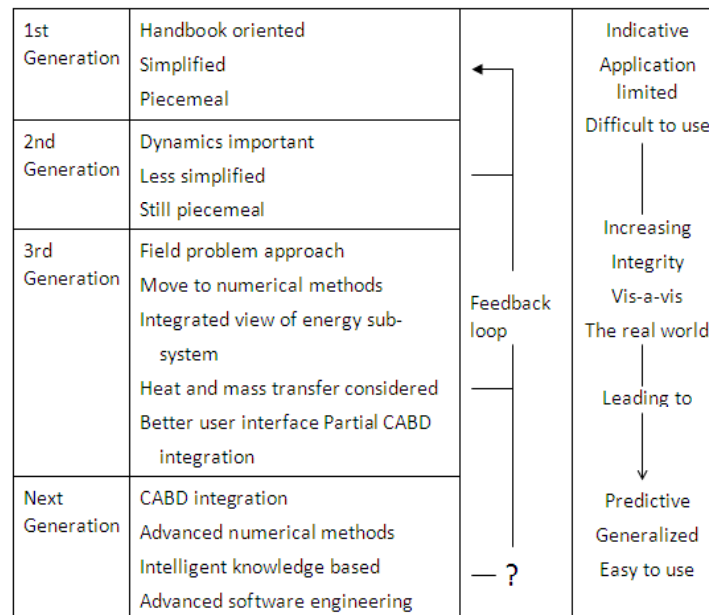 1st
Generation
Handbook oriented
Simplified
Piecemeal
2nd
Generation
Dynamics important
Less simplified
Still piecemeal
3rd
Generation
Field problem approach
Move to numerical methods
Integrated view of energy sub-
system
Heat and mass transfer considered
Better user interface Partial CABD
integration
Next
Generation
CABD integration
Advanced numerical methods
Intelligent knowledge based
Advanced software engineering
Feedback
loop
?
Indicative
Application
limited
Difficult to use
Increasing
Integrity
Vis-a-vis
The real world
Leading to
Predictive
Generalized
Easy to use